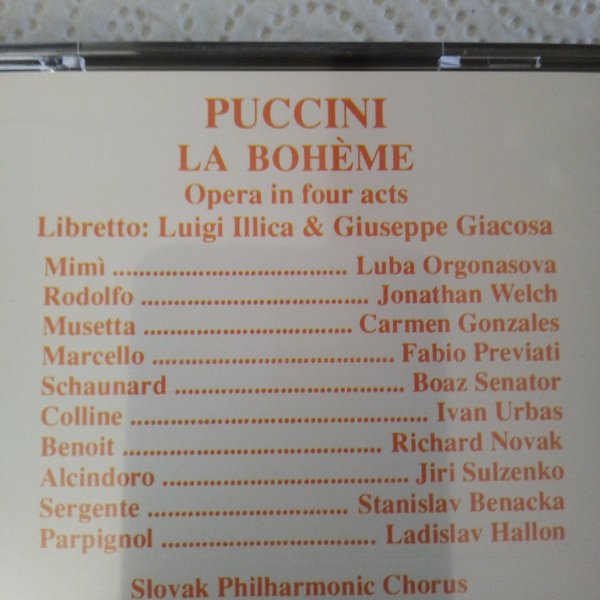 PUCCINI
LA BOHÈME
Opera in four acts
Libretto: Luigi Illica & Giuseppe Giacosa
Mimì ................................... Luba Orgonasova
Rodolfo ................................... Jonathan Welch
Musetta ................................ Carmen Gonzales
Marcello ..................................... Fabio Previati
Schaunard ................................... Boaz Senator
Colline ............................................. Ivan Urbas
Benoit ....................................... Richard Novak
Alcindoro ...................................... Jiri Sulzenko
Sergente .............................. Stanislav Benacka
Parpignol ................................ Ladislav Hallon
Slovak Philharmonic Chorus